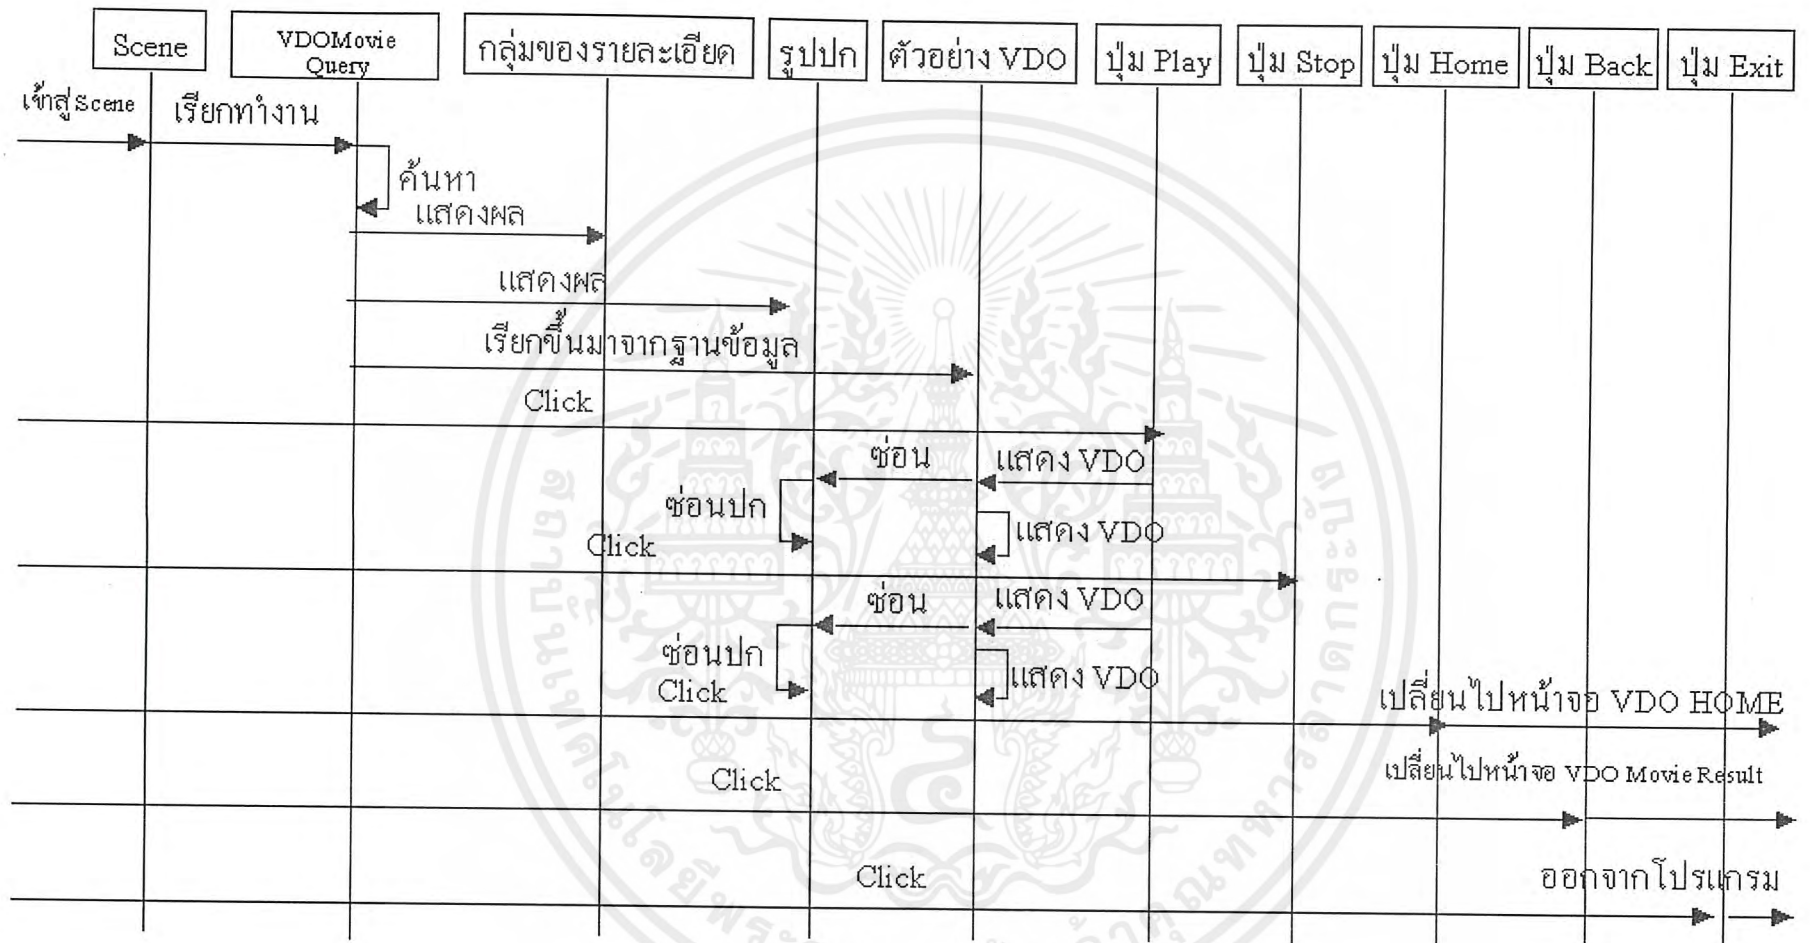 Scene
VDOMovie
Query
กลุ่มของรายละเอียด
รูปปก
ตัวอย่าง VDO
ปุ่ม Play
ปุ่ม Stop
ปุ่ม Home
ปุ่ม Back
ปุ่ม Exit
เข้าสู่ Scene
เรียกทำงาน
ค้นหา
แสดงผล
แสดงผล
เรียกขึ้นมาจากฐานข้อมูล
Click
ซ่อน
แสดง VDO
ซ่อนปก
แสดง VDO
Click
ซ่อน
แสดง VDO
ซ่อนปก
แสดง VDO
Click
เปลี่ยนไปหน้าจอ VDO HOME
Click
เปลี่ยนไปหน้าจอ VDO Movie Result
Click
ออกจากโปรแกรม